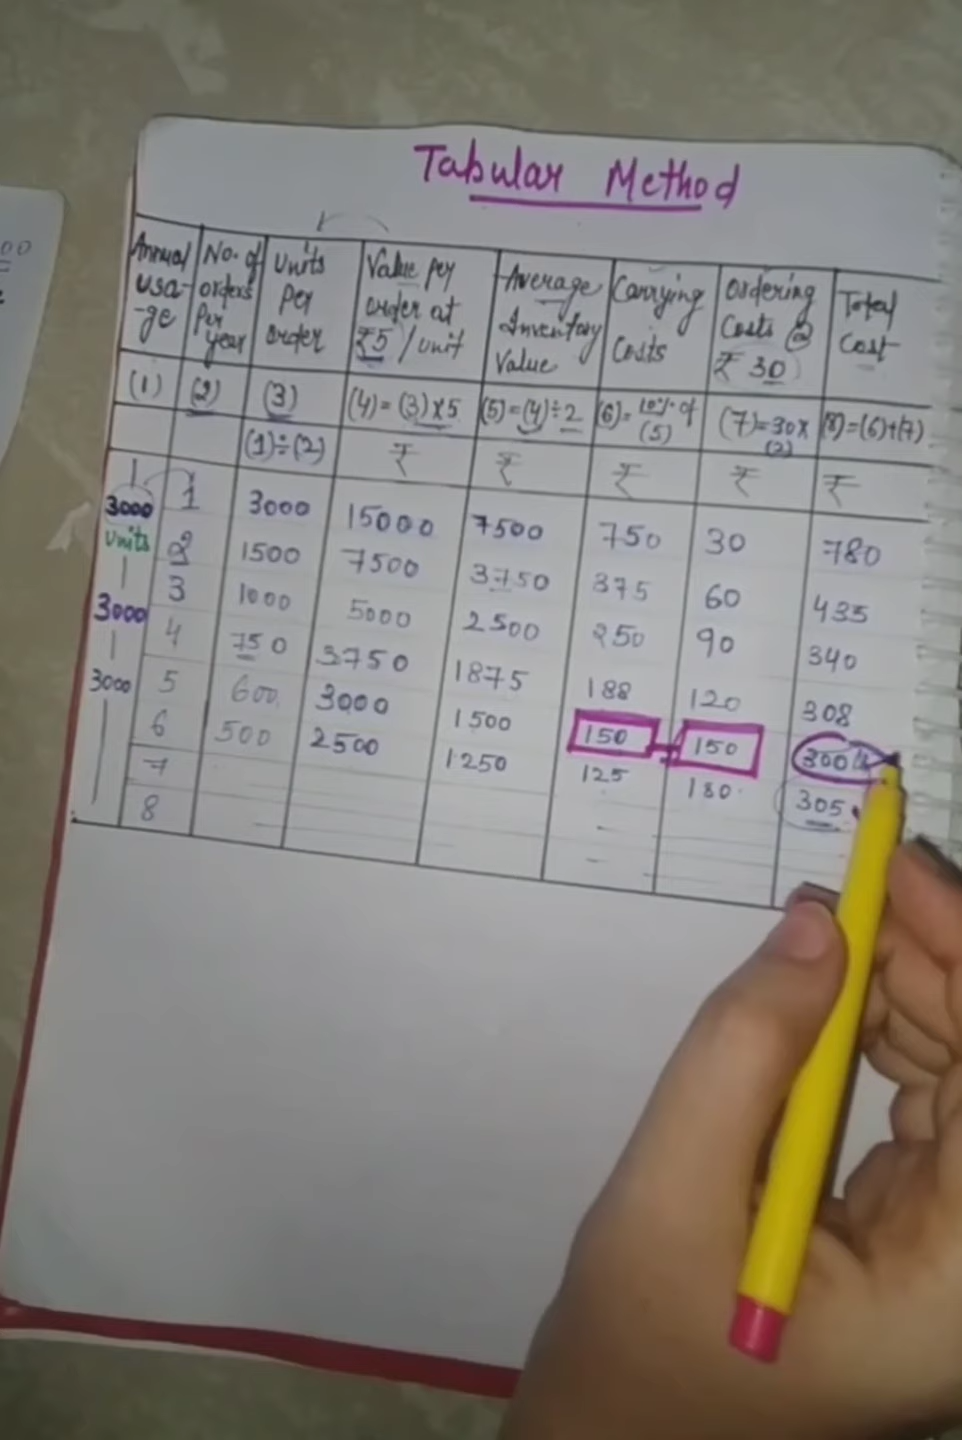 00
Tabular Method
Annual usa-ge | No. of orders Per year | Units Per order | Value per order at ₹5/unit | Average Inventory Value | Carrying Costs | Ordering Costs @ ₹ 30 | Total Cost
(1) | (2) | (3) | (4) = (3)×5 | (5) = (4)÷2 | (6) = 10% of (5) | (7) = 30× (2) | (8) = (6)+(7)
(1)÷(2) | ₹ | ₹ | ₹ | ₹ | ₹
3000 units | 1 | 3000 | 15000 | 7500 | 750 | 30 | 780
2 | 1500 | 7500 | 3750 | 375 | 60 | 435
3000 | 3 | 1000 | 5000 | 2500 | 250 | 90 | 340
4 | 750 | 3750 | 1875 | 188 | 120 | 308
3000 | 5 | 600 | 3000 | 1500 | 150 | 150 | 300
6 | 500 | 2500 | 1250 | 125 | 180 | 305
7
8